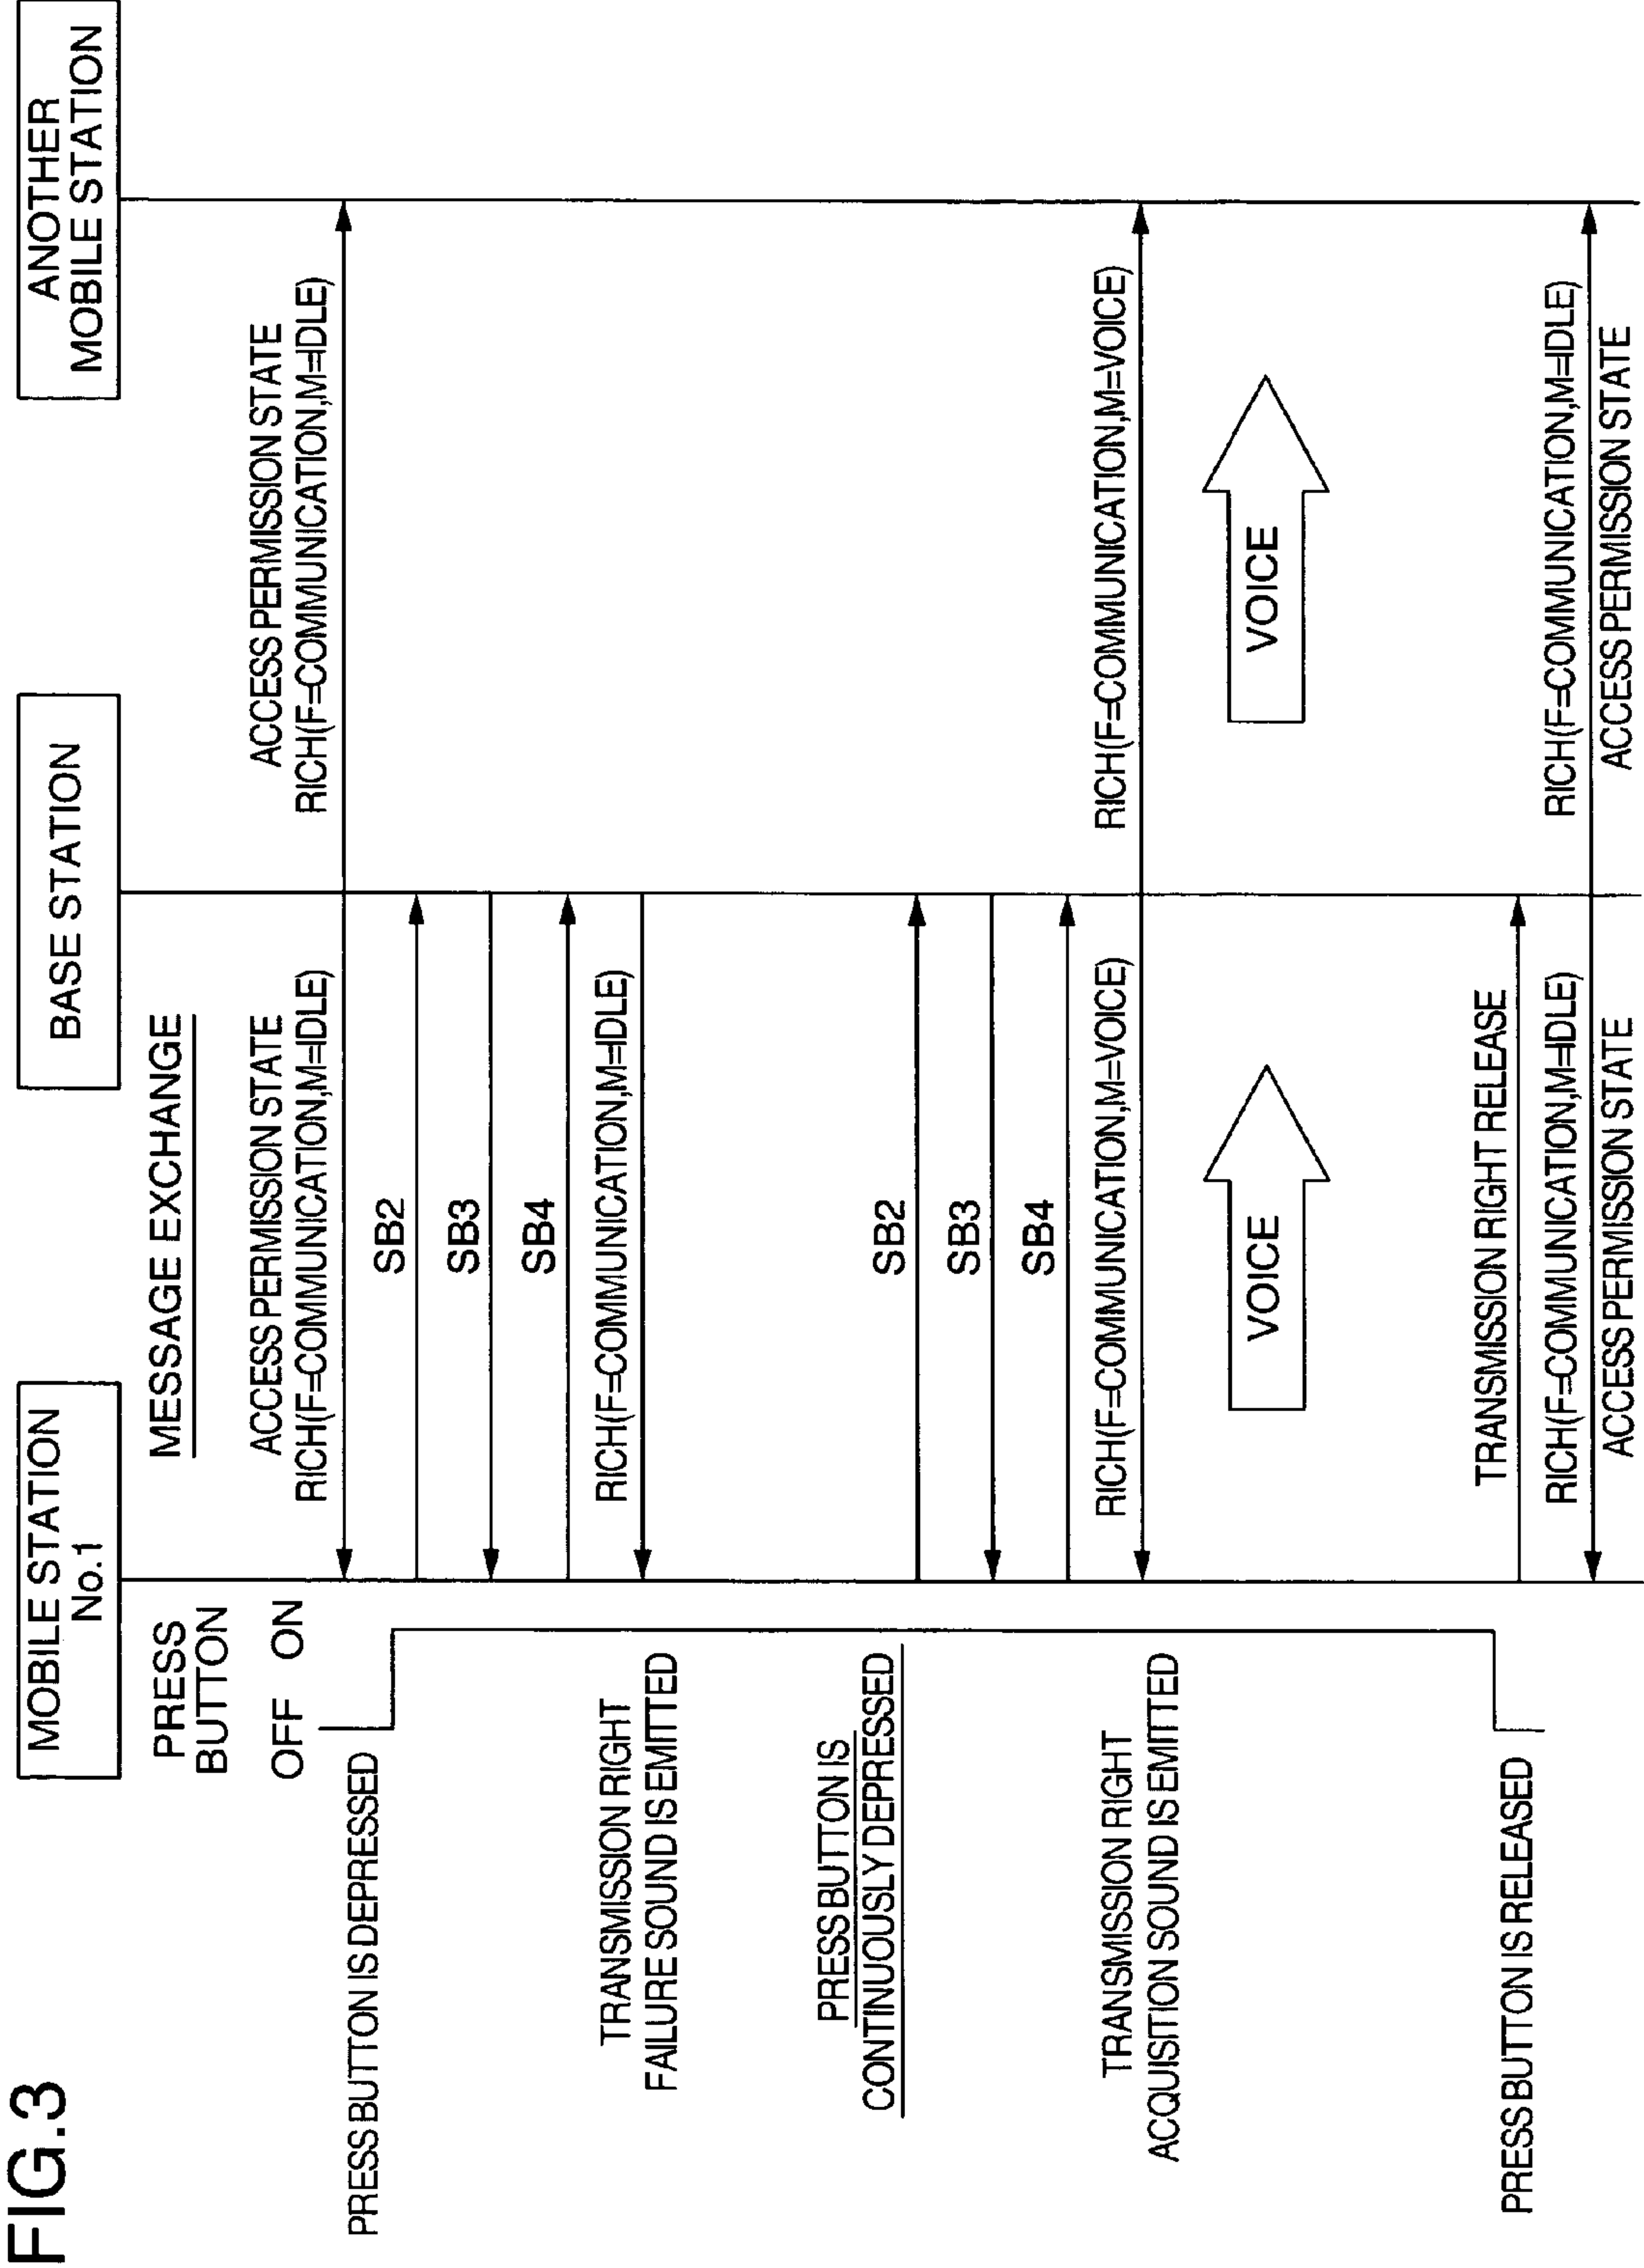 FIG.3
MOBILE STATION
No.1
BASE STATION
ANOTHER
MOBILE STATION
PRESS
BUTTON
OFF ON
MESSAGE EXCHANGE
ACCESS PERMISSION STATE
RICH(F=COMMUNICATION,M=IDLE)
ACCESS PERMISSION STATE
RICH(F=COMMUNICATION,M=IDLE)
PRESS BUTTON IS DEPRESSED
SB2
SB3
SB4
TRANSMISSION RIGHT
FAILURE SOUND IS EMITTED
RICH(F=COMMUNICATION,M=IDLE)
PRESS BUTTON IS
CONTINUOUSLY DEPRESSED
SB2
SB3
SB4
TRANSMISSION RIGHT
ACQUISITION SOUND IS EMITTED
RICH(F=COMMUNICATION,M=VOICE)
RICH(F=COMMUNICATION,M=VOICE)
VOICE
VOICE
PRESS BUTTON IS RELEASED
TRANSMISSION RIGHT RELEASE
RICH(F=COMMUNICATION,M=IDLE)
ACCESS PERMISSION STATE
RICH(F=COMMUNICATION,M=IDLE)
ACCESS PERMISSION STATE